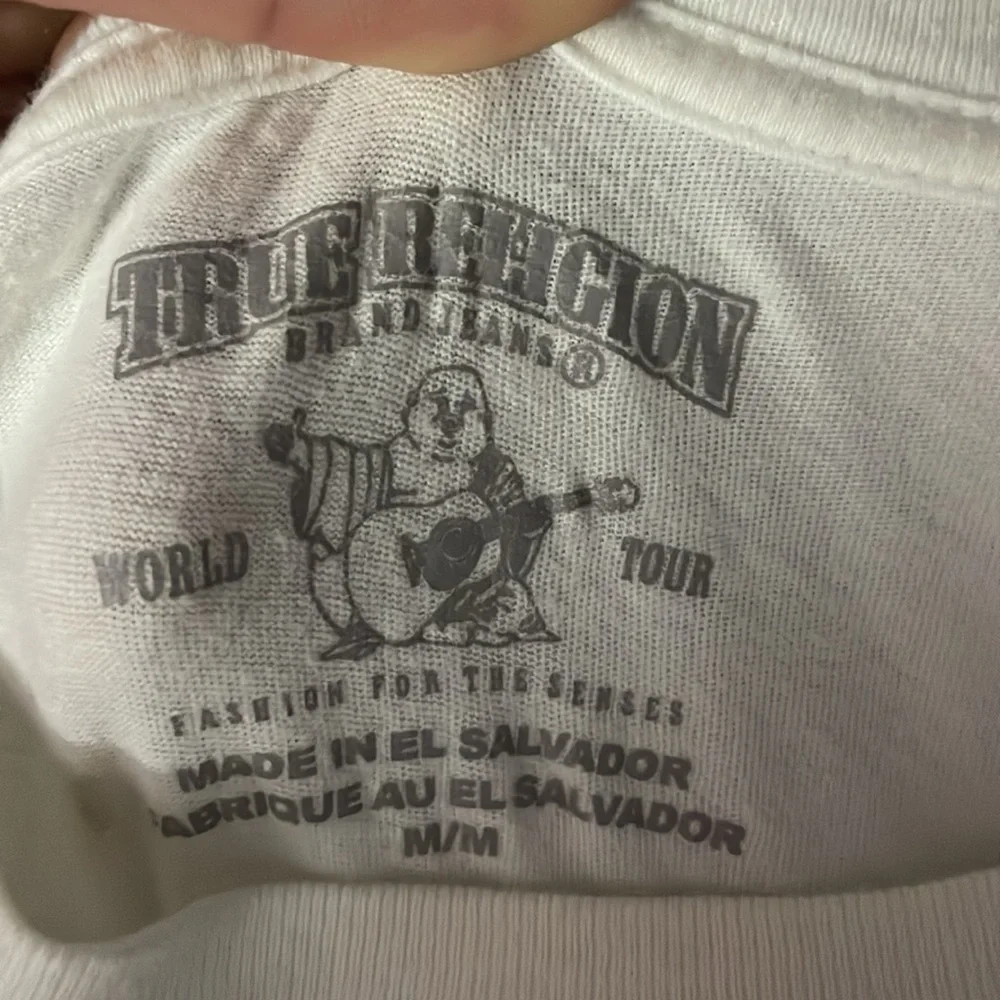 TRUE RELIGION
BRAND JEANS®
WORLD TOUR
FASHION FOR THE SENSES
MADE IN EL SALVADOR
FABRIQUE AU EL SALVADOR
M/M